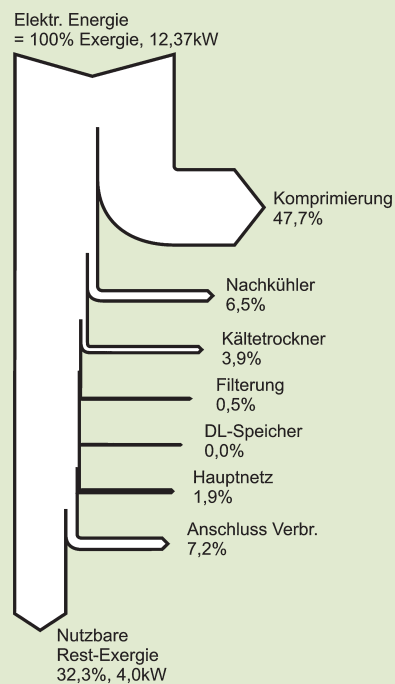 Elektr. Energie
= 100% Exergie, 12,37kW
Komprimierung
47,7%
Nachkühler
6,5%
Kältetrockner
3,9%
Filterung
0,5%
DL-Speicher
0,0%
Hauptnetz
1,9%
Anschluss Verbr.
7,2%
Nutzbare
Rest-Exergie
32,3%, 4,0kW